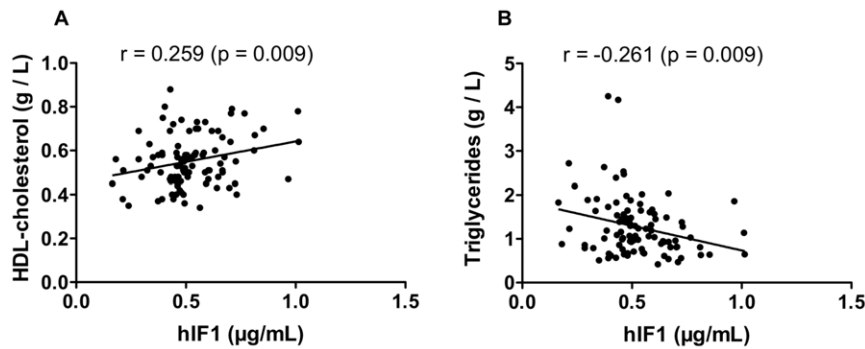 A
r = 0.259 (p = 0.009)
HDL-cholesterol (g / L)
1.0
0.8
0.6
0.4
0.2
0.0
0.0 0.5 1.0 1.5
hIF1 (µg/mL)
B
r = -0.261 (p = 0.009)
Triglycerides (g / L)
5
4
3
2
1
0
0.0 0.5 1.0 1.5
hIF1 (µg/mL)